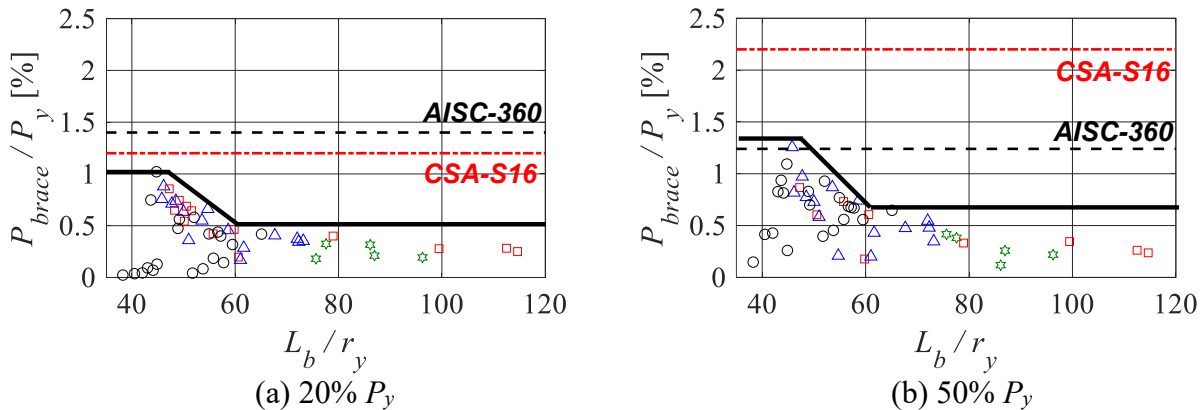 P_brace / P_y [%]
2.5
2
1.5
1
0.5
0
AISC-360
CSA-S16
40 60 80 100 120
L_b / r_y
(a) 20% P_y
P_brace / P_y [%]
2.5
2
1.5
1
0.5
0
CSA-S16
AISC-360
40 60 80 100 120
L_b / r_y
(b) 50% P_y